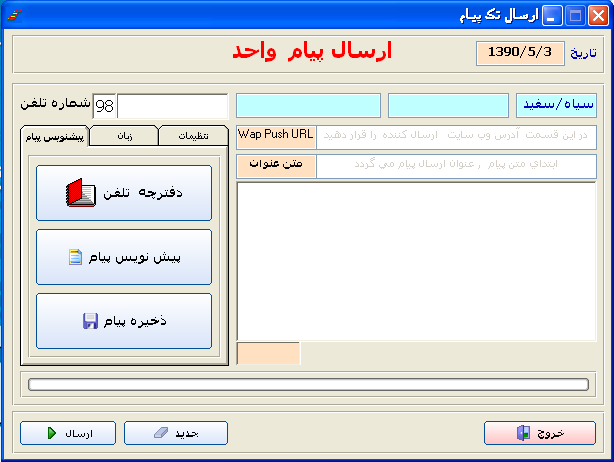 ارسال تک پیام
ارسال پیام واحد
تاریخ 1390/5/3
شماره تلفن 98
سیاه/سفید
پیشنویس پیام
زبان
تنظیمات
Wap Push URL
در این قسمت آدرس وب سایت ارسال کننده را قرار دهید
متن عنوان
ابتدای متن پیام , عنوان ارسال پیام می گردد
دفترچه تلفن
پیش نویس پیام
ذخیره پیام
ارسال
جدید
خروج